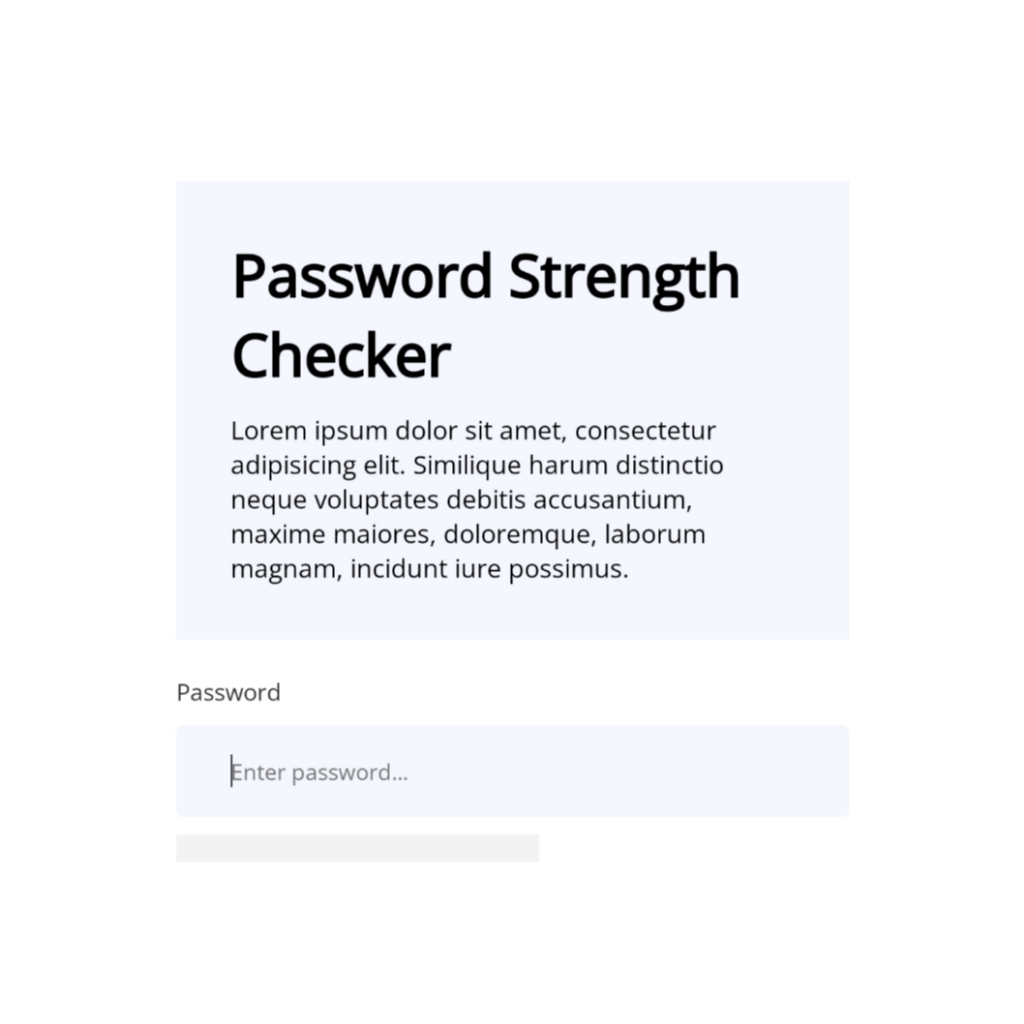 Password Strength
Checker
Lorem ipsum dolor sit amet, consectetur
adipisicing elit. Similique harum distinctio
neque voluptates debitis accusantium,
maxime maiores, doloremque, laborum
magnam, incidunt iure possimus.
Password
Enter password...